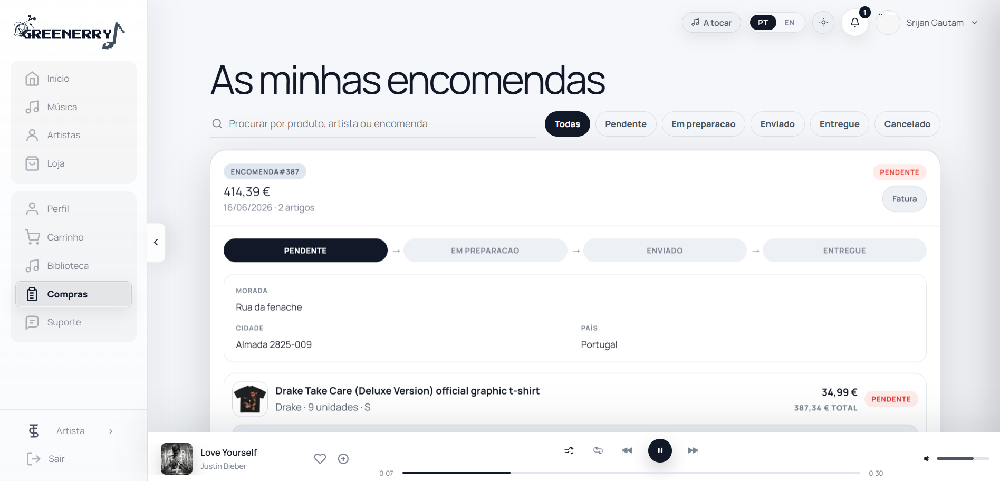 GREENERRY
A tocar
PT
EN
1
Srijan Gautam
Início
Música
Artistas
Loja
Perfil
Carrinho
Biblioteca
Compras
Suporte
Artista
Sair
As minhas encomendas
Procurar por produto, artista ou encomenda
Todas
Pendente
Em preparacao
Enviado
Entregue
Cancelado
ENCOMENDA#387
PENDENTE
414,39 €
16/06/2026 · 2 artigos
Fatura
PENDENTE
→
EM PREPARACAO
→
ENVIADO
→
ENTREGUE
MORADA
Rua da fenache
CIDADE
PAÍS
Almada 2825-009
Portugal
Drake Take Care (Deluxe Version) official graphic t-shirt
Drake · 9 unidades · S
34,99 €
387,34 € TOTAL
PENDENTE
Love Yourself
Justin Bieber
0:07
0:30